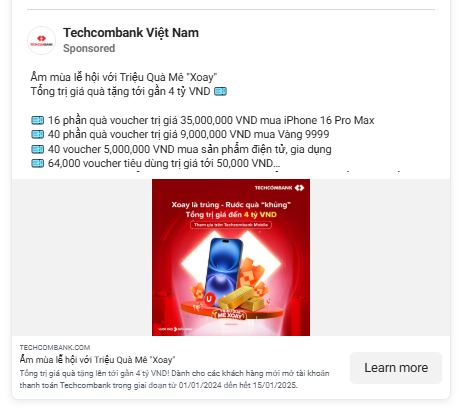 TECHCOMBANK
Techcombank Việt Nam
Sponsored
Ẵm mùa lễ hội với Triệu Quà Mê "Xoay"
Tổng trị giá quà tặng tới gần 4 tỷ VND
16 phần quà voucher trị giá 35,000,000 VND mua iPhone 16 Pro Max
40 phần quà voucher trị giá 9,000,000 VND mua Vàng 9999
40 voucher 5,000,000 VND mua sản phẩm điện tử, gia dụng
64,000 voucher tiêu dùng trị giá tới 50,000 VND...
TECHCOMBANK
Xoay là trúng - Rước quà “khủng”
Tổng trị giá đến 4 tỷ VND
Tham gia trên Techcombank Mobile
MÊ XOAY
TECHCOMBANK.COM
Ẵm mùa lễ hội với Triệu Quà Mê "Xoay"
Tổng trị giá quà tặng lên tới gần 4 tỷ VND! Dành cho các khách hàng mới mở tài khoản
thanh toán Techcombank trong giai đoạn từ 01/01/2024 đến hết 15/01/2025.
Learn more